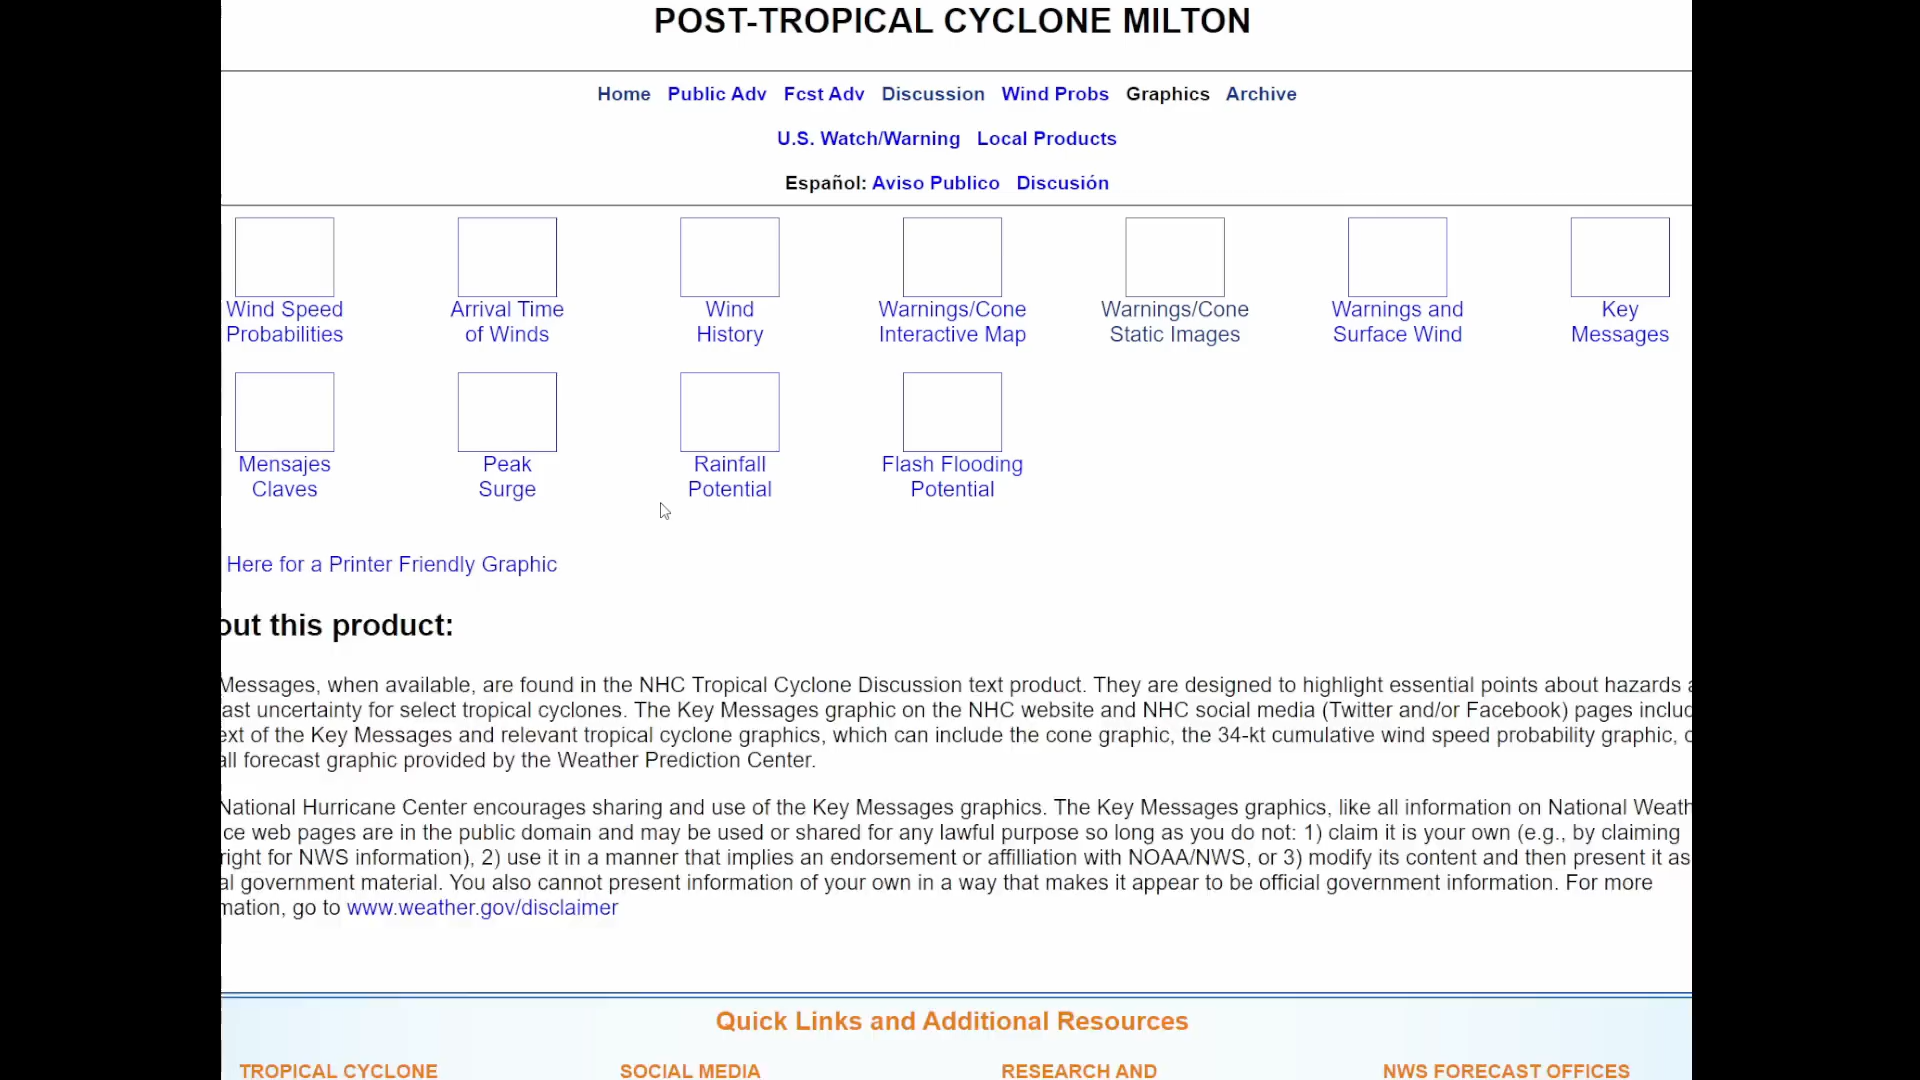 POST-TROPICAL CYCLONE MILTON
Home Public Adv Fcst Adv Discussion Wind Probs Graphics Archive
U.S. Watch/Warning Local Products
Español: Aviso Publico Discusión
Wind Speed Probabilities
Arrival Time of Winds
Wind History
Warnings/Cone Interactive Map
Warnings/Cone Static Images
Warnings and Surface Wind
Key Messages
Mensajes Claves
Peak Surge
Rainfall Potential
Flash Flooding Potential
Here for a Printer Friendly Graphic
out this product:
Messages, when available, are found in the NHC Tropical Cyclone Discussion text product. They are designed to highlight essential points about hazards
ast uncertainty for select tropical cyclones. The Key Messages graphic on the NHC website and NHC social media (Twitter and/or Facebook) pages includ
ext of the Key Messages and relevant tropical cyclone graphics, which can include the cone graphic, the 34-kt cumulative wind speed probability graphic,
all forecast graphic provided by the Weather Prediction Center.
National Hurricane Center encourages sharing and use of the Key Messages graphics. The Key Messages graphics, like all information on National Weath
ce web pages are in the public domain and may be used or shared for any lawful purpose so long as you do not: 1) claim it is your own (e.g., by claiming
right for NWS information), 2) use it in a manner that implies an endorsement or affilliation with NOAA/NWS, or 3) modify its content and then present it as
al government material. You also cannot present information of your own in a way that makes it appear to be official government information. For more
mation, go to www.weather.gov/disclaimer
Quick Links and Additional Resources
TROPICAL CYCLONE SOCIAL MEDIA RESEARCH AND NWS FORECAST OFFICES